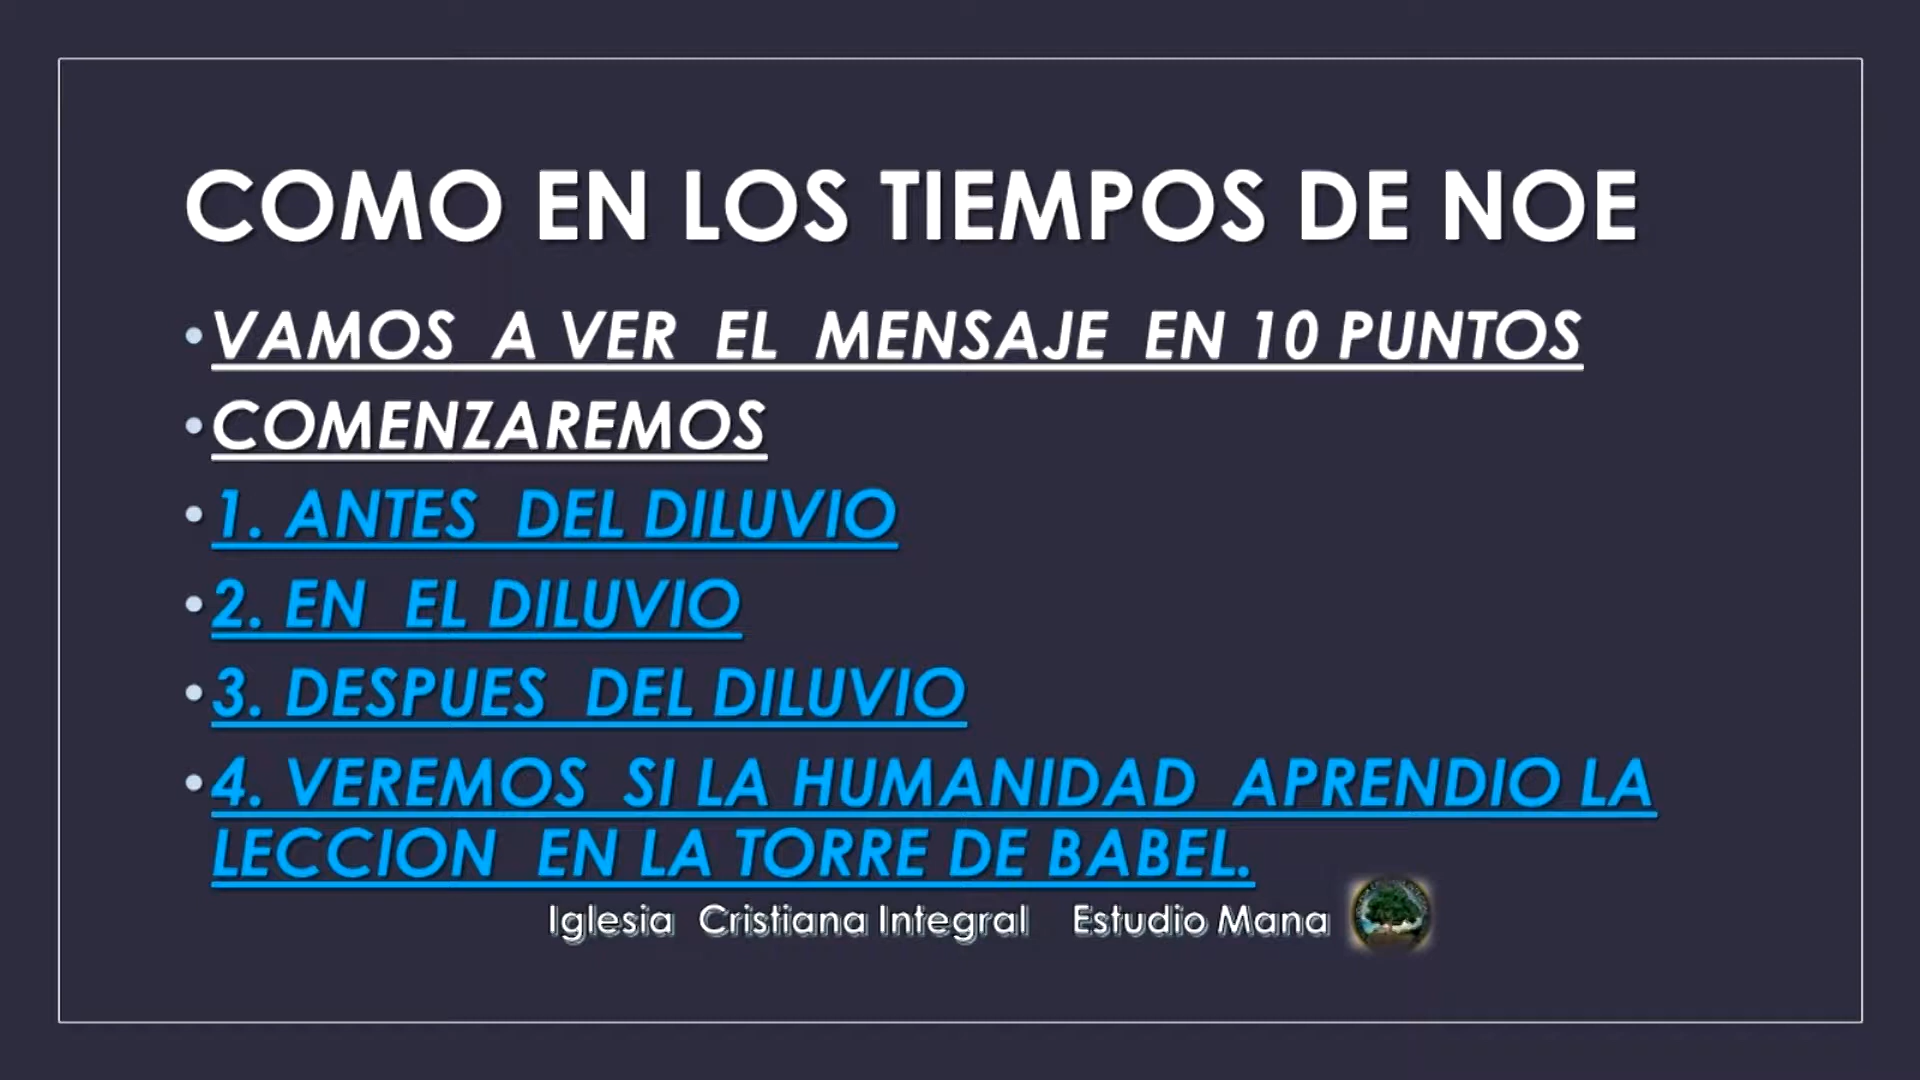 COMO EN LOS TIEMPOS DE NOE
•VAMOS A VER EL MENSAJE EN 10 PUNTOS
•COMENZAREMOS
•1. ANTES DEL DILUVIO
•2. EN EL DILUVIO
•3. DESPUES DEL DILUVIO
•4. VEREMOS SI LA HUMANIDAD APRENDIO LA
LECCION EN LA TORRE DE BABEL.
Iglesia Cristiana Integral Estudio Mana